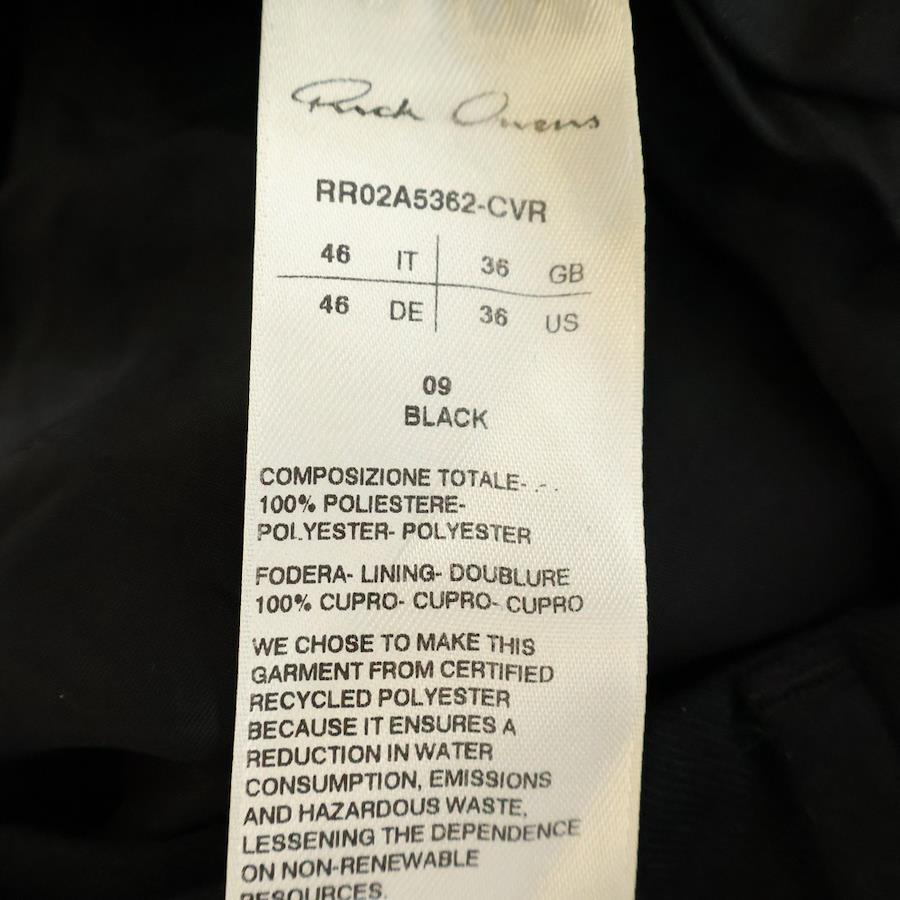 Rick Owens
RR02A5362-CVR
46 IT 36 GB
46 DE 36 US
09
BLACK
COMPOSIZIONE TOTALE-
100% POLIESTERE-
POLYESTER- POLYESTER
FODERA- LINING- DOUBLURE
100% CUPRO- CUPRO- CUPRO
WE CHOSE TO MAKE THIS
GARMENT FROM CERTIFIED
RECYCLED POLYESTER
BECAUSE IT ENSURES A
REDUCTION IN WATER
CONSUMPTION, EMISSIONS
AND HAZARDOUS WASTE,
LESSENING THE DEPENDENCE
ON NON-RENEWABLE
RESOURCES.